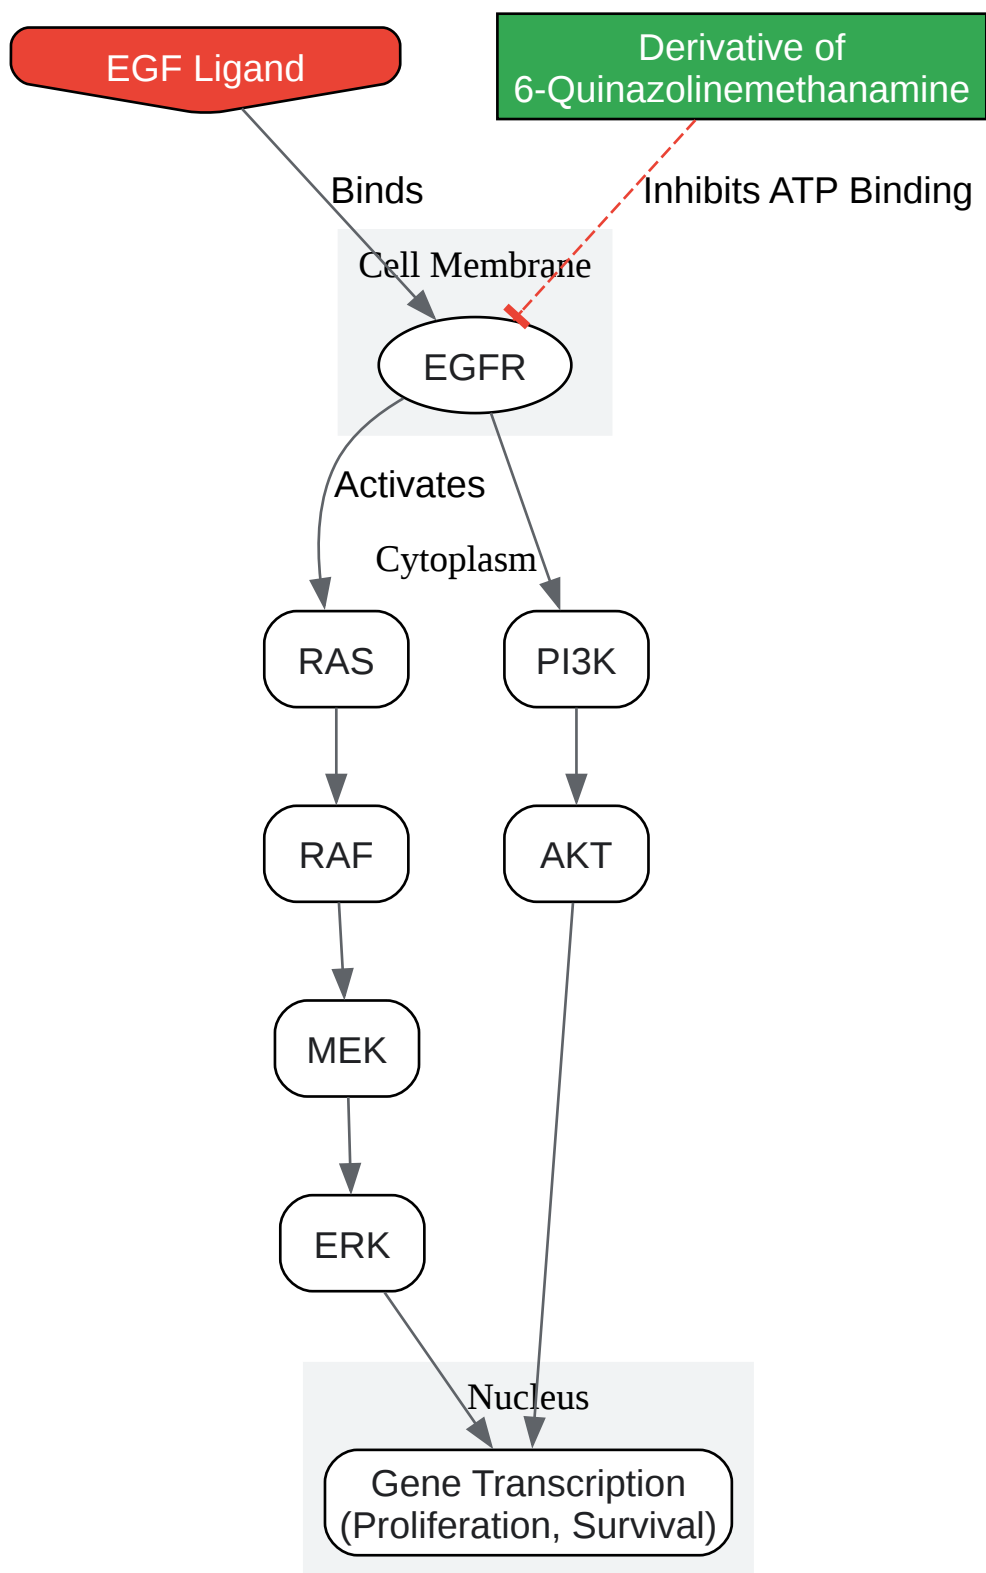 EGF Ligand
Derivative of
6-Quinazolinemethanamine
Binds
Inhibits ATP Binding
Cell Membrane
EGFR
Activates
Cytoplasm
RAS
PI3K
RAF
AKT
MEK
ERK
Nucleus
Gene Transcription
(Proliferation, Survival)